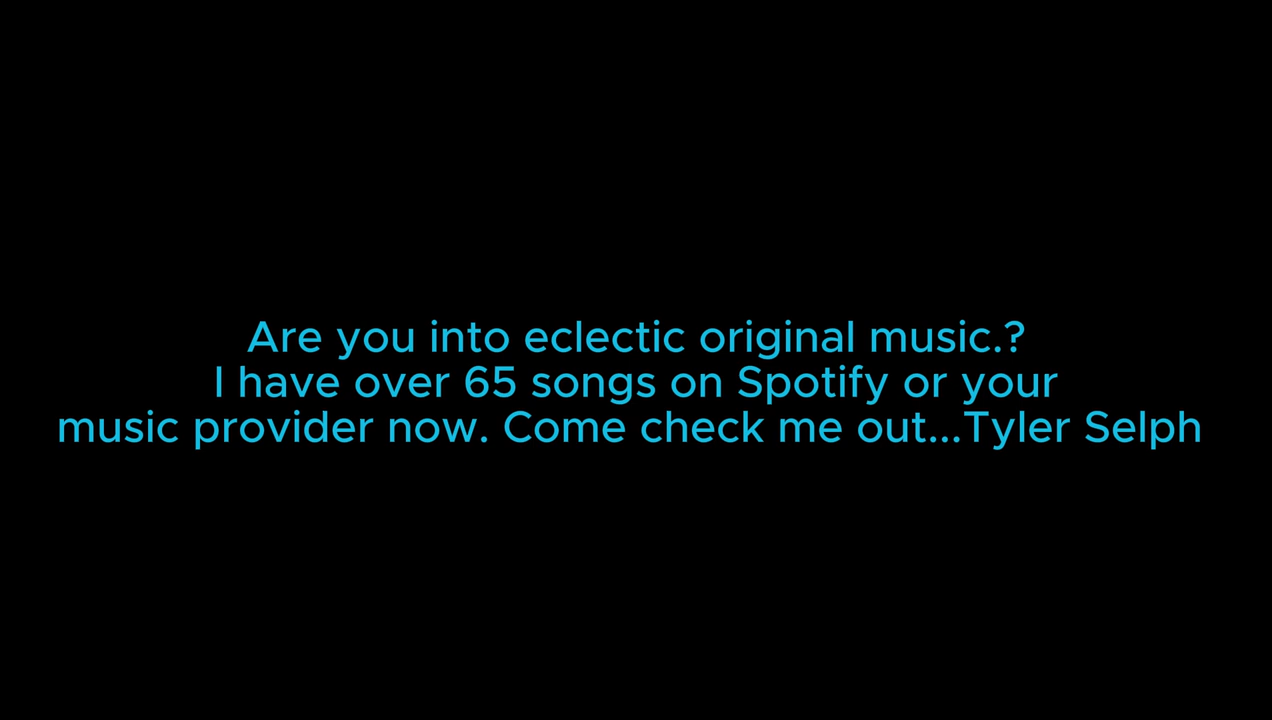 Are you into eclectic original music.?
I have over 65 songs on Spotify or your
music provider now. Come check me out...Tyler Selph